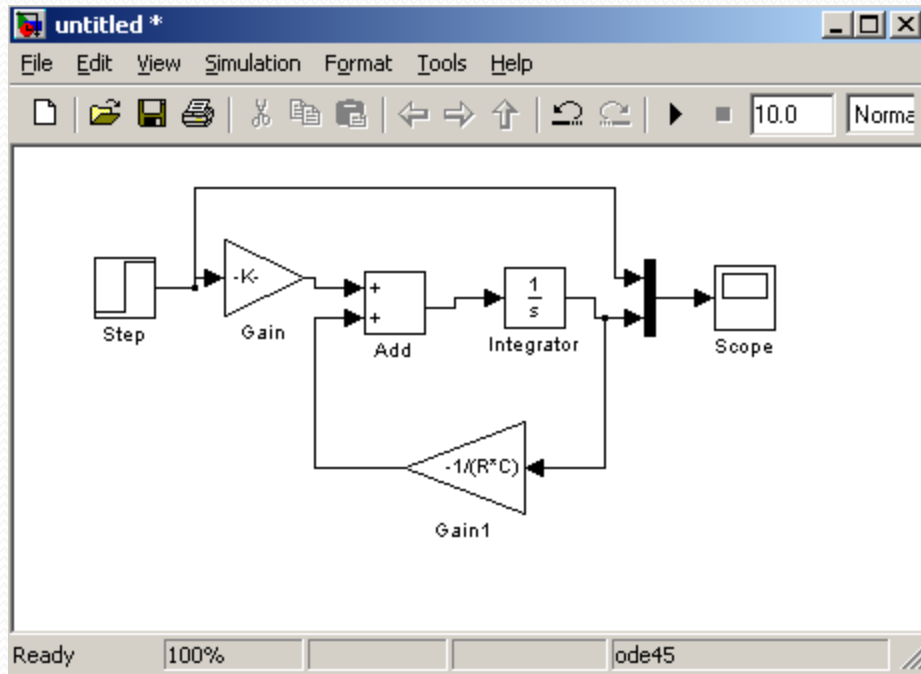 untitled *
File Edit View Simulation Format Tools Help
10.0 Norma
-K-
+
+
1
s
Step
Gain
Add
Integrator
Scope
-1/(R*C)
Gain1
Ready 100% ode45